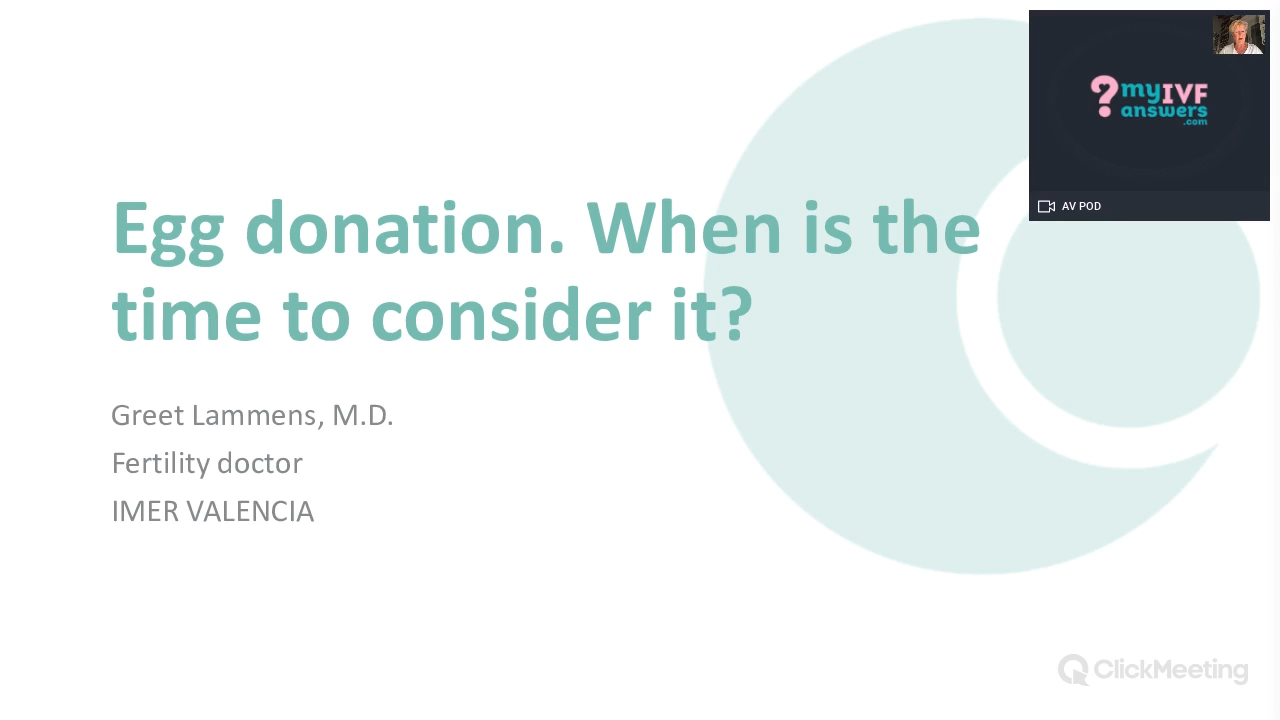 ?myIVF
answers
.com
AV POD
Egg donation. When is the
time to consider it?
Greet Lammens, M.D.
Fertility doctor
IMER VALENCIA
ClickMeeting